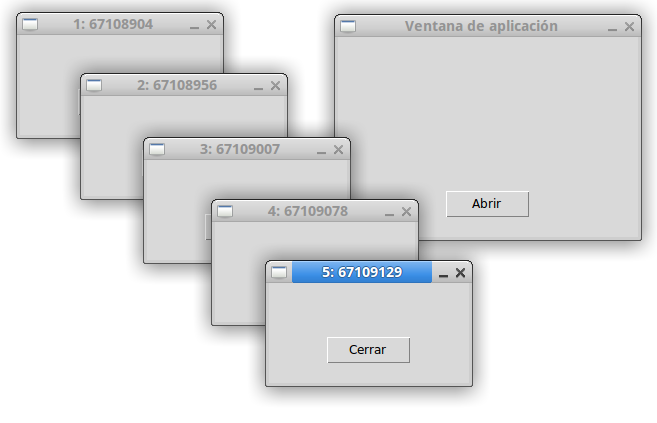 1: 67108904
Ventana de aplicación
2: 67108956
3: 67109007
Abrir
4: 67109078
5: 67109129
Cerrar